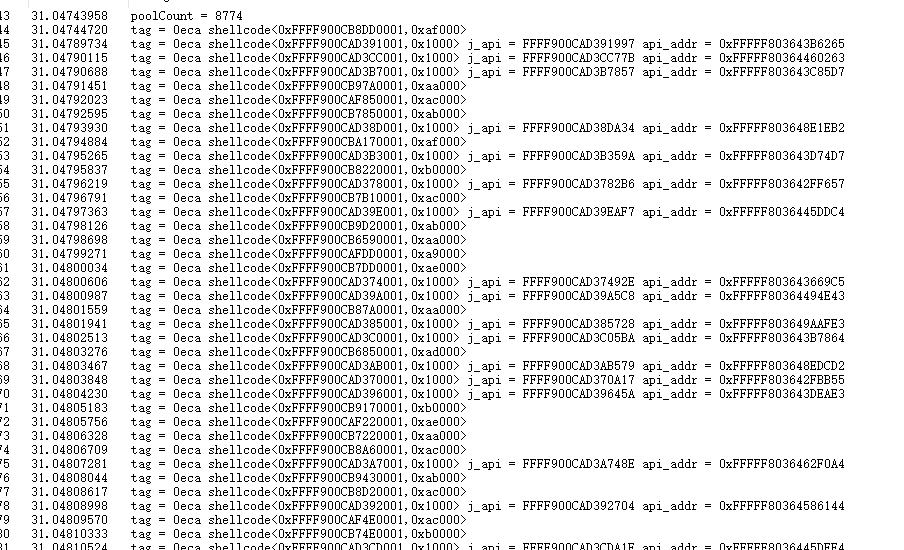 43 31.04743958 poolCount = 8774
44 31.04744720 tag = 0eca shellcode<0xFFFF900CB8DD0001,0xaf000>
45 31.04789734 tag = 0eca shellcode<0xFFFF900CAD391001,0x1000> j_api = FFFF900CAD391997 api_addr = 0xFFFFF803643B6265
46 31.04790115 tag = 0eca shellcode<0xFFFF900CAD3CC001,0x1000> j_api = FFFF900CAD3CC77B api_addr = 0xFFFFF80364460263
47 31.04790688 tag = 0eca shellcode<0xFFFF900CAD3B7001,0x1000> j_api = FFFF900CAD3B7857 api_addr = 0xFFFFF803643C85D7
48 31.04791451 tag = 0eca shellcode<0xFFFF900CB97A0001,0xaa000>
49 31.04792023 tag = 0eca shellcode<0xFFFF900CAF850001,0xac000>
50 31.04792595 tag = 0eca shellcode<0xFFFF900CB7850001,0xab000>
51 31.04793930 tag = 0eca shellcode<0xFFFF900CAD38D001,0x1000> j_api = FFFF900CAD38DA34 api_addr = 0xFFFFF803648E1EB2
52 31.04794884 tag = 0eca shellcode<0xFFFF900CBA170001,0xaf000>
53 31.04795265 tag = 0eca shellcode<0xFFFF900CAD3B3001,0x1000> j_api = FFFF900CAD3B359A api_addr = 0xFFFFF803643D74D7
54 31.04795837 tag = 0eca shellcode<0xFFFF900CB8220001,0xb0000>
55 31.04796219 tag = 0eca shellcode<0xFFFF900CAD378001,0x1000> j_api = FFFF900CAD3782B6 api_addr = 0xFFFFF803642FF657
56 31.04796791 tag = 0eca shellcode<0xFFFF900CB7B10001,0xac000>
57 31.04797363 tag = 0eca shellcode<0xFFFF900CAD39E001,0x1000> j_api = FFFF900CAD39EAF7 api_addr = 0xFFFFF8036445DDC4
58 31.04798126 tag = 0eca shellcode<0xFFFF900CB9D20001,0xab000>
59 31.04798698 tag = 0eca shellcode<0xFFFF900CB6590001,0xac000>
60 31.04799271 tag = 0eca shellcode<0xFFFF900CAFDD0001,0xa9000>
61 31.04800034 tag = 0eca shellcode<0xFFFF900CB7DD0001,0xae000>
62 31.04800606 tag = 0eca shellcode<0xFFFF900CAD374001,0x1000> j_api = FFFF900CAD37492E api_addr = 0xFFFFF803643669C5
63 31.04800987 tag = 0eca shellcode<0xFFFF900CAD39A001,0x1000> j_api = FFFF900CAD39A5C8 api_addr = 0xFFFFF80364494E43
64 31.04801559 tag = 0eca shellcode<0xFFFF900CB87A0001,0xaa000>
65 31.04801941 tag = 0eca shellcode<0xFFFF900CAD385001,0x1000> j_api = FFFF900CAD385728 api_addr = 0xFFFFF803649AAFE3
66 31.04802513 tag = 0eca shellcode<0xFFFF900CAD3C0001,0x1000> j_api = FFFF900CAD3C05BA api_addr = 0xFFFFF803643B7864
67 31.04803276 tag = 0eca shellcode<0xFFFF900CB6850001,0xad000>
68 31.04803467 tag = 0eca shellcode<0xFFFF900CAD3AB001,0x1000> j_api = FFFF900CAD3AB579 api_addr = 0xFFFFF803648EDCD2
69 31.04803848 tag = 0eca shellcode<0xFFFF900CAD370001,0x1000> j_api = FFFF900CAD370A17 api_addr = 0xFFFFF803642FBB55
70 31.04804230 tag = 0eca shellcode<0xFFFF900CAD396001,0x1000> j_api = FFFF900CAD39645A api_addr = 0xFFFFF803643DEAE3
71 31.04805183 tag = 0eca shellcode<0xFFFF900CB9170001,0xb0000>
72 31.04805756 tag = 0eca shellcode<0xFFFF900CAF220001,0xae000>
73 31.04806328 tag = 0eca shellcode<0xFFFF900CB7220001,0xae000>
74 31.04806709 tag = 0eca shellcode<0xFFFF900CB8A60001,0xac000>
75 31.04807281 tag = 0eca shellcode<0xFFFF900CAD3A7001,0x1000> j_api = FFFF900CAD3A748E api_addr = 0xFFFFF8036462F0A4
76 31.04808044 tag = 0eca shellcode<0xFFFF900CB9430001,0xab000>
77 31.04808617 tag = 0eca shellcode<0xFFFF900CB8D20001,0xac000>
78 31.04808998 tag = 0eca shellcode<0xFFFF900CAD392001,0x1000> j_api = FFFF900CAD392704 api_addr = 0xFFFFF80364586144
79 31.04809570 tag = 0eca shellcode<0xFFFF900CAF4E0001,0xac000>
80 31.04810333 tag = 0eca shellcode<0xFFFF900CB74E0001,0xb0000>
81 31.04810524 tag = 0eca shellcode<0xFFFF900CAD3CD001,0x1000> j_api = FFFF900CAD3CDA1F api_addr =